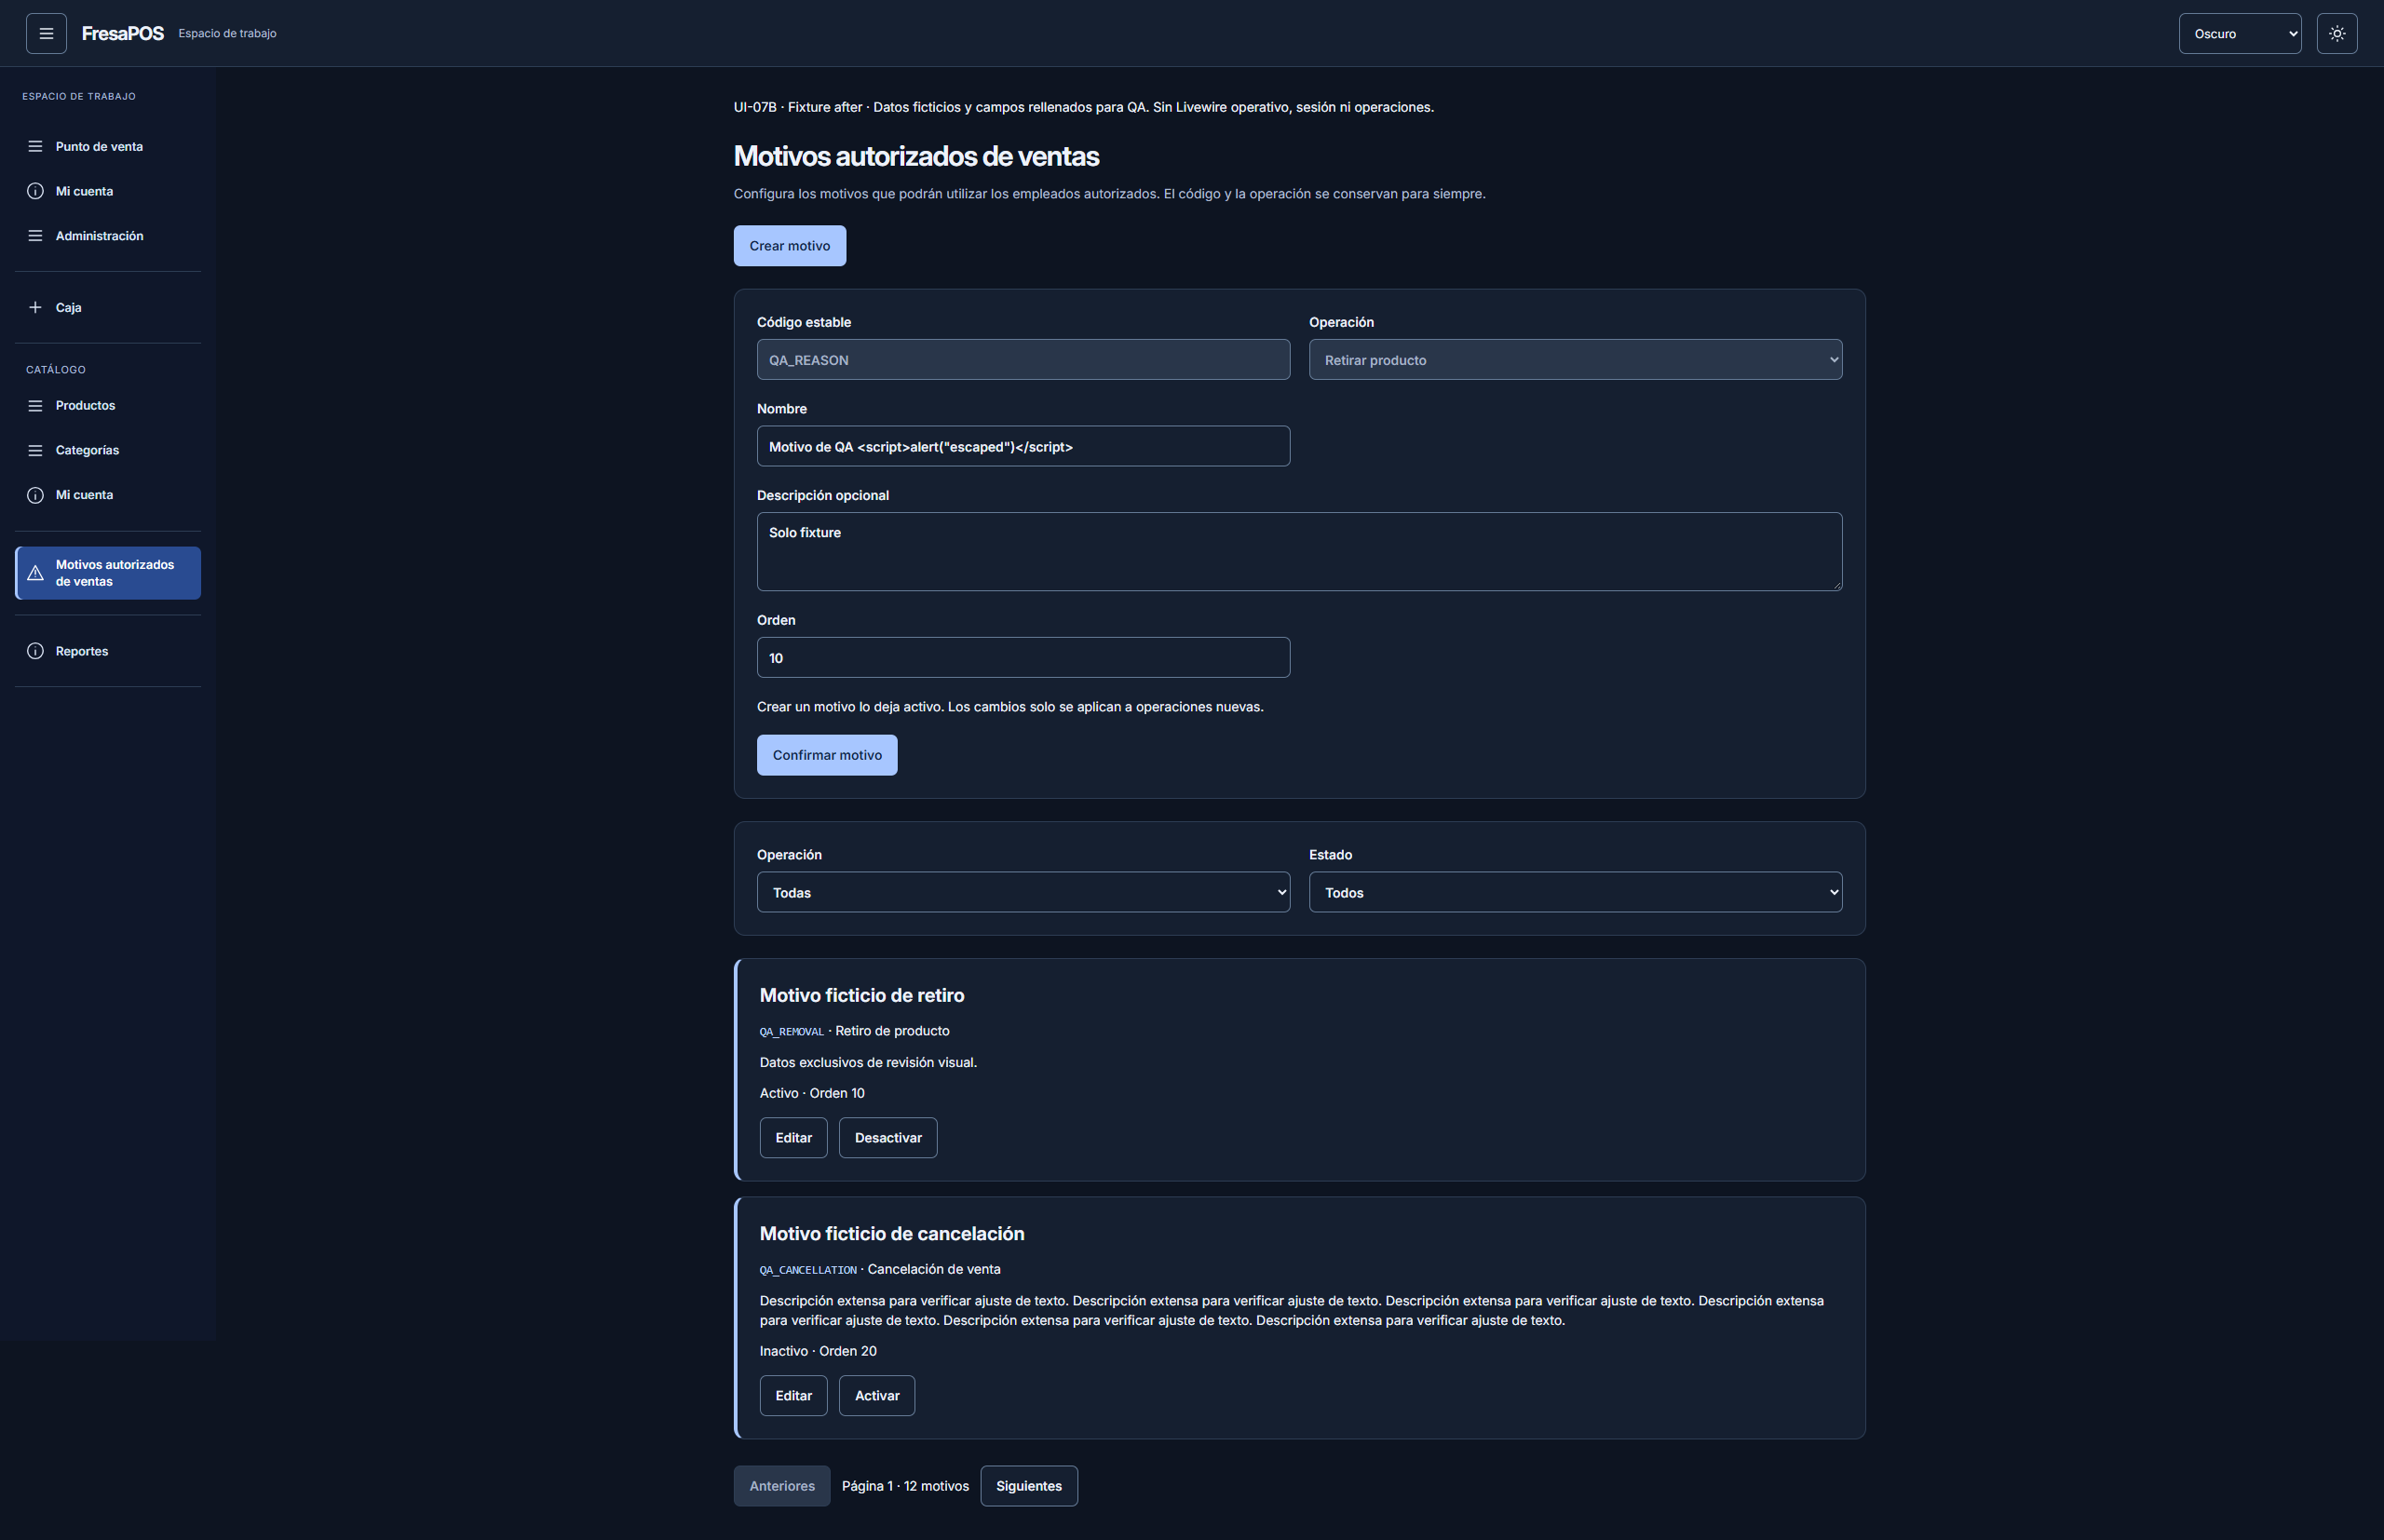 FresaPOS
Espacio de trabajo
Oscuro
ESPACIO DE TRABAJO
Punto de venta
Mi cuenta
Administración
Caja
CATÁLOGO
Productos
Categorías
Mi cuenta
Motivos autorizados
de ventas
Reportes
UI-07B · Fixture after · Datos ficticios y campos rellenados para QA. Sin Livewire operativo, sesión ni operaciones.
Motivos autorizados de ventas
Configura los motivos que podrán utilizar los empleados autorizados. El código y la operación se conservan para siempre.
Crear motivo
Código estable
QA_REASON
Operación
Retirar producto
Nombre
Motivo de QA <script>alert("escaped")</script>
Descripción opcional
Solo fixture
Orden
10
Crear un motivo lo deja activo. Los cambios solo se aplican a operaciones nuevas.
Confirmar motivo
Operación
Todas
Estado
Todos
Motivo ficticio de retiro
QA_REMOVAL · Retiro de producto
Datos exclusivos de revisión visual.
Activo · Orden 10
Editar
Desactivar
Motivo ficticio de cancelación
QA_CANCELLATION · Cancelación de venta
Descripción extensa para verificar ajuste de texto. Descripción extensa para verificar ajuste de texto. Descripción extensa para verificar ajuste de texto. Descripción extensa
para verificar ajuste de texto. Descripción extensa para verificar ajuste de texto. Descripción extensa para verificar ajuste de texto.
Inactivo · Orden 20
Editar
Activar
Anteriores
Página 1 · 12 motivos
Siguientes